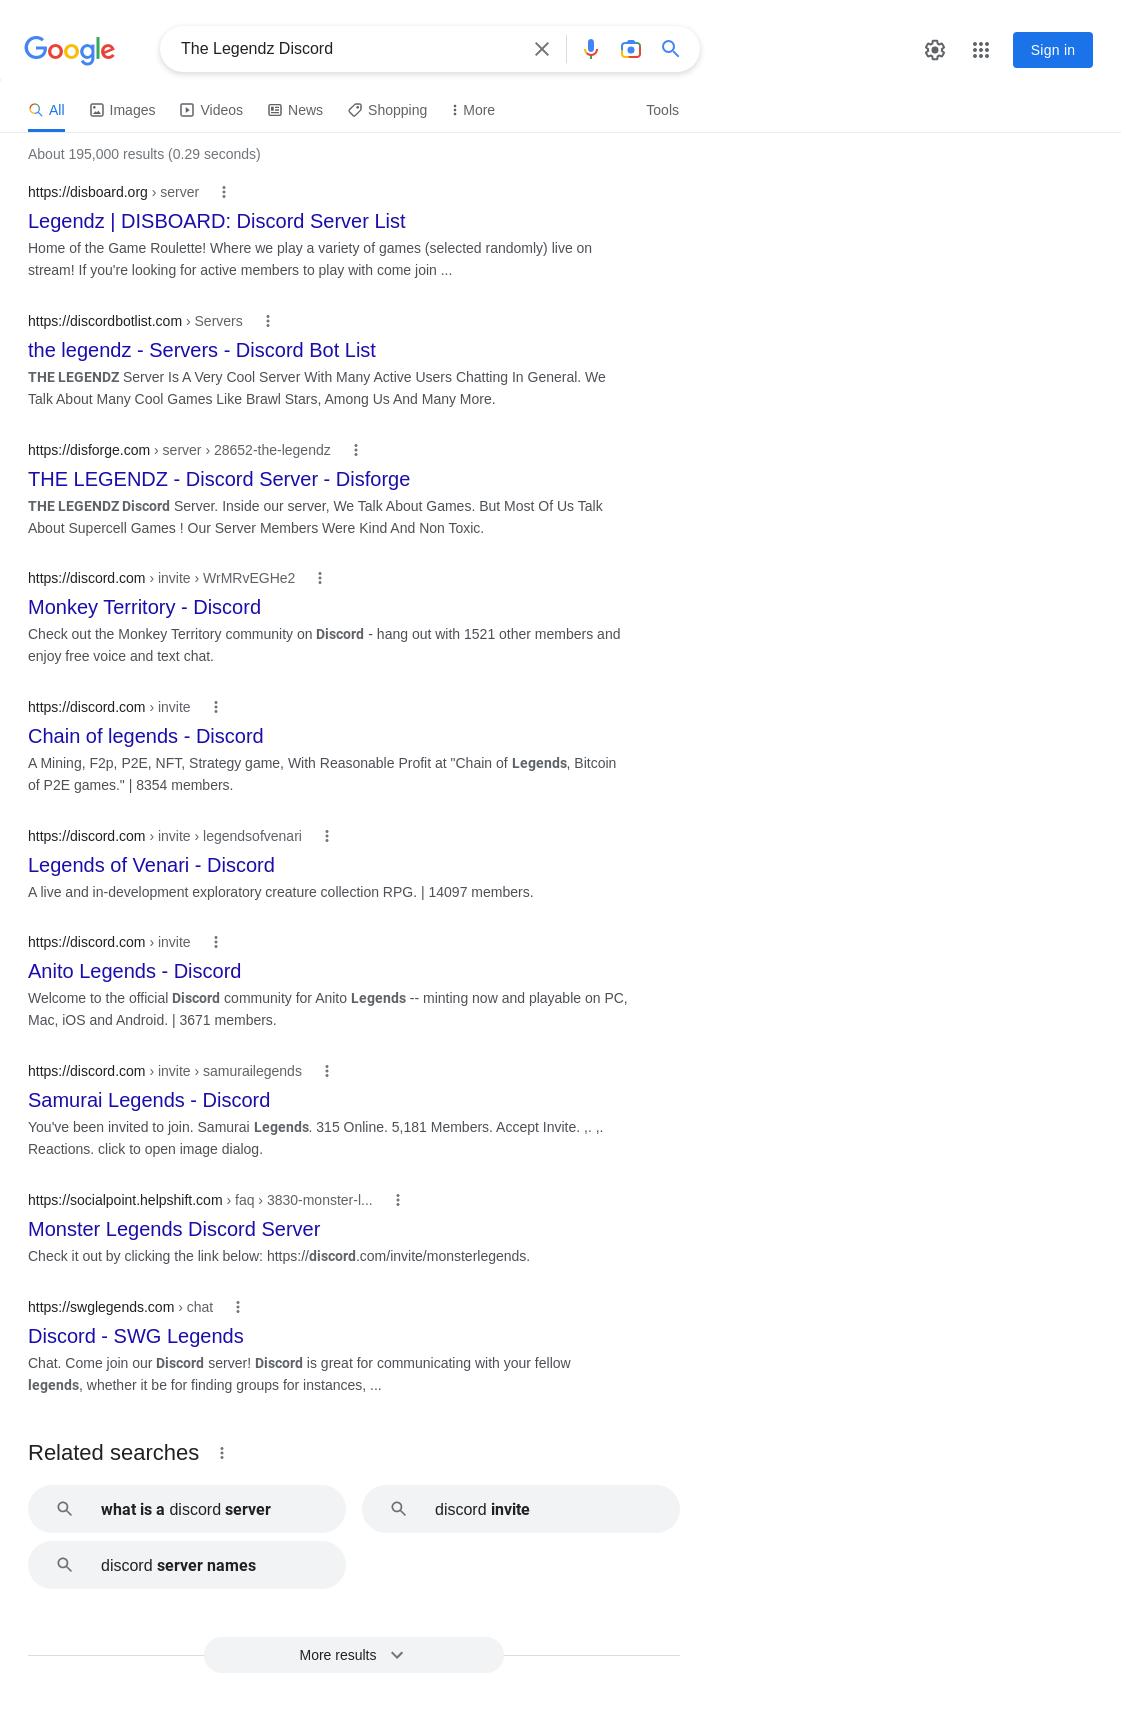 Google
The Legendz Discord
Sign in
All
Images
Videos
News
Shopping
More
Tools
About 195,000 results (0.29 seconds)
https://disboard.org › server
Legendz | DISBOARD: Discord Server List
Home of the Game Roulette! Where we play a variety of games (selected randomly) live on
stream! If you're looking for active members to play with come join ...
https://discordbotlist.com › Servers
the legendz - Servers - Discord Bot List
THE LEGENDZ Server Is A Very Cool Server With Many Active Users Chatting In General. We
Talk About Many Cool Games Like Brawl Stars, Among Us And Many More.
https://disforge.com › server › 28652-the-legendz
THE LEGENDZ - Discord Server - Disforge
THE LEGENDZ Discord Server. Inside our server, We Talk About Games. But Most Of Us Talk
About Supercell Games ! Our Server Members Were Kind And Non Toxic.
https://discord.com › invite › WrMRvEGHe2
Monkey Territory - Discord
Check out the Monkey Territory community on Discord - hang out with 1521 other members and
enjoy free voice and text chat.
https://discord.com › invite
Chain of legends - Discord
A Mining, F2p, P2E, NFT, Strategy game, With Reasonable Profit at "Chain of Legends, Bitcoin
of P2E games." | 8354 members.
https://discord.com › invite › legendsofvenari
Legends of Venari - Discord
A live and in-development exploratory creature collection RPG. | 14097 members.
https://discord.com › invite
Anito Legends - Discord
Welcome to the official Discord community for Anito Legends -- minting now and playable on PC,
Mac, iOS and Android. | 3671 members.
https://discord.com › invite › samurailegends
Samurai Legends - Discord
You've been invited to join. Samurai Legends. 315 Online. 5,181 Members. Accept Invite. ,. ,.
Reactions. click to open image dialog.
https://socialpoint.helpshift.com › faq › 3830-monster-l...
Monster Legends Discord Server
Check it out by clicking the link below: https://discord.com/invite/monsterlegends.
https://swglegends.com › chat
Discord - SWG Legends
Chat. Come join our Discord server! Discord is great for communicating with your fellow
legends, whether it be for finding groups for instances, ...
Related searches
what is a discord server
discord invite
discord server names
More results